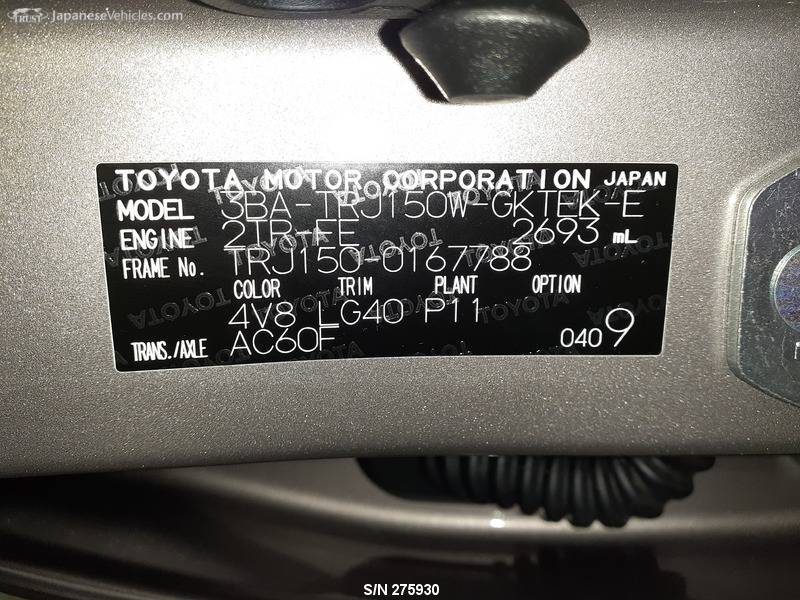 TRUST JapaneseVehicles.com
TOYOTA MOTOR CORPORATION JAPAN
MODEL 3BA-TRJ150W-GKTEK-E
ENGINE 2TR-FE 2693 mL
FRAME No. TRJ150-0167788
COLOR TRIM PLANT OPTION
4V8 LG40 P11
TRANS./AXLE AC60F 0409
S/N 275930